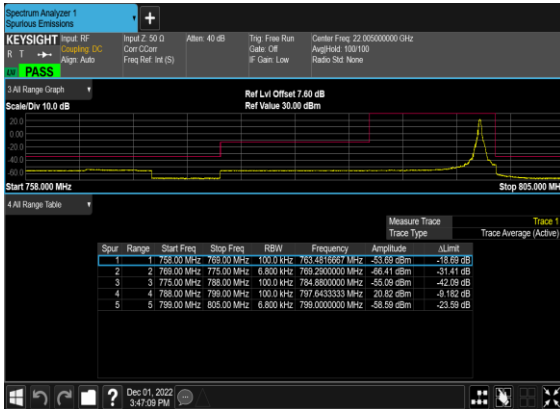 Spectrum Analyzer 1
Spurious Emissions
+
KEYSIGHT Input: RF Input Z: 50 Ω Atten: 40 dB Trig: Free Run Center Freq: 22.005000000 GHz
R T Coupling: DC Corr CCorr Gate: Off Avg|Hold: 100/100
Align: Auto Freq Ref: Int (S) IF Gain: Low Radio Std: None
LXI PASS
3 All Range Graph
Ref Lvl Offset 7.60 dB
Scale/Div 10.0 dB Ref Value 30.00 dBm
20.0
0.00
-20.0
-40.0
-60.0
Start 758.000 MHz Stop 805.000 MH
4 All Range Table
Measure Trace Trace 1
Trace Type Trace Average (Active)
Spur Range Start Freq Stop Freq RBW Frequency Amplitude ΔLimit
1 1 758.00 MHz 769.00 MHz 100.0 kHz 763.4816667 MHz -53.69 dBm -18.69 dB
2 2 769.00 MHz 775.00 MHz 6.800 kHz 769.2900000 MHz -66.41 dBm -31.41 dB
3 3 775.00 MHz 788.00 MHz 100.0 kHz 784.8800000 MHz -55.09 dBm -42.09 dB
4 4 788.00 MHz 799.00 MHz 100.0 kHz 797.6433333 MHz 20.82 dBm -9.182 dB
5 5 799.00 MHz 805.00 MHz 6.800 kHz 799.0000000 MHz -58.59 dBm -23.59 dB
? Dec 01, 2022
3:47:09 PM